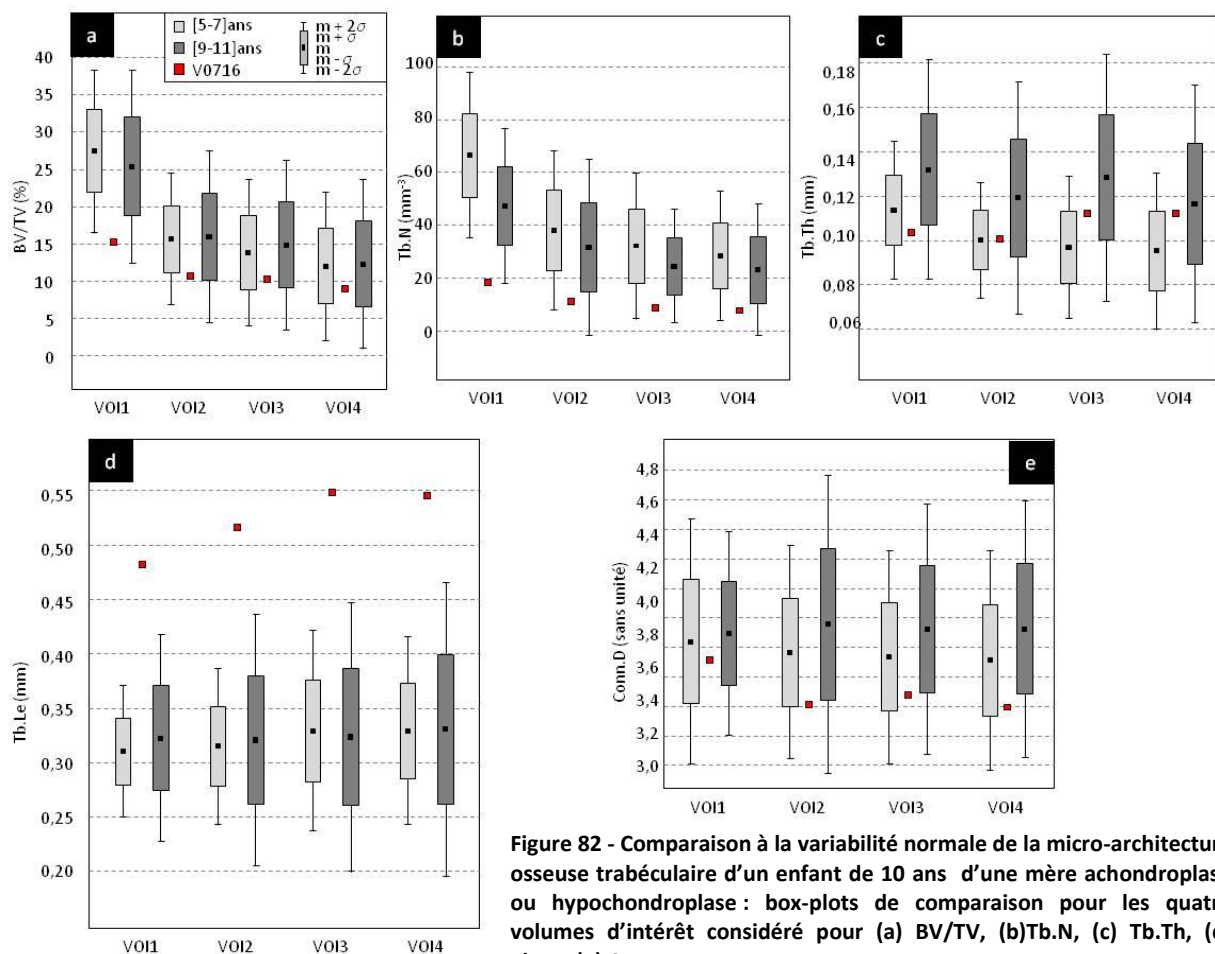 a
[5-7]ans
[9-11]ans
V0716
m + 2σ
m + σ
m
m - σ
m - 2σ
40
35
30
25
20
15
10
5
0
BV/TV (%)
VOI1 VOI2 VOI3 VOI4
b
100
80
60
40
20
0
Tb.N (mm⁻³)
VOI1 VOI2 VOI3 VOI4
c
0,18
0,16
0,14
0,12
0,10
0,08
0,06
Tb.Th (mm)
VOI1 VOI2 VOI3 VOI4
d
0,55
0,50
0,45
0,40
0,35
0,30
0,25
0,20
Tb.Le (mm)
VOI1 VOI2 VOI3 VOI4
e
4,8
4,6
4,4
4,2
4,0
3,8
3,6
3,4
3,2
3,0
Conn.D (sans unité)
VOI1 VOI2 VOI3 VOI4
Figure 82 - Comparaison à la variabilité normale de la micro-architectur
osseuse trabéculaire d'un enfant de 10 ans d'une mère achondroplas
ou hypochondroplase : box-plots de comparaison pour les quatr
volumes d'intérêt considéré pour (a) BV/TV, (b)Tb.N, (c) Tb.Th, (